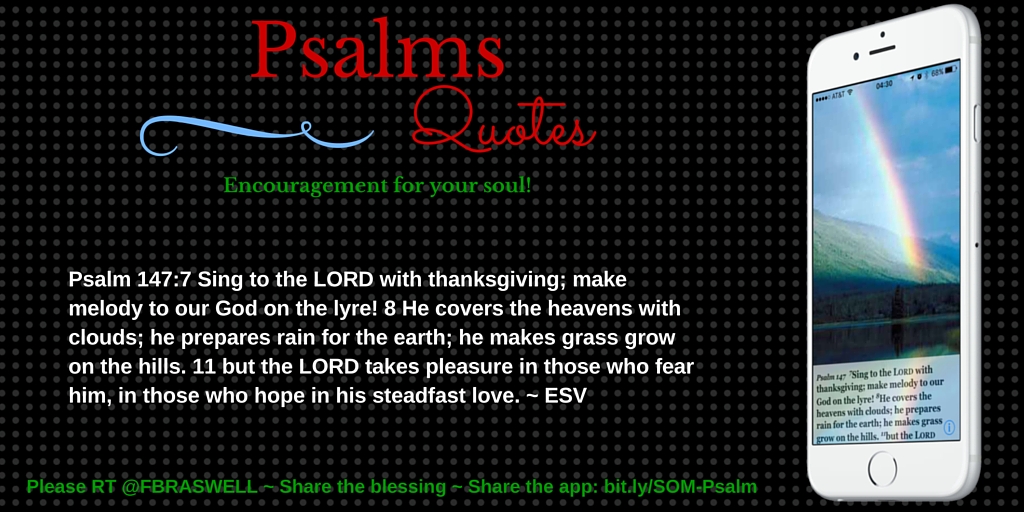 Psalms
Quotes
Encouragement for your soul!
Psalm 147:7 Sing to the LORD with thanksgiving; make
melody to our God on the lyre! 8 He covers the heavens with
clouds; he prepares rain for the earth; he makes grass grow
on the hills. 11 but the LORD takes pleasure in those who fear
him, in those who hope in his steadfast love. ~ ESV
Please RT @FBRASWELL ~ Share the blessing ~ Share the app: bit.ly/SOM-Psalm
AT&T 04:30 68%
Psalm 147 7Sing to the LORD with
thanksgiving; make melody to our
God on the lyre! 8He covers the
heavens with clouds; he prepares
rain for the earth; he makes grass
grow on the hills. 11but the LORD